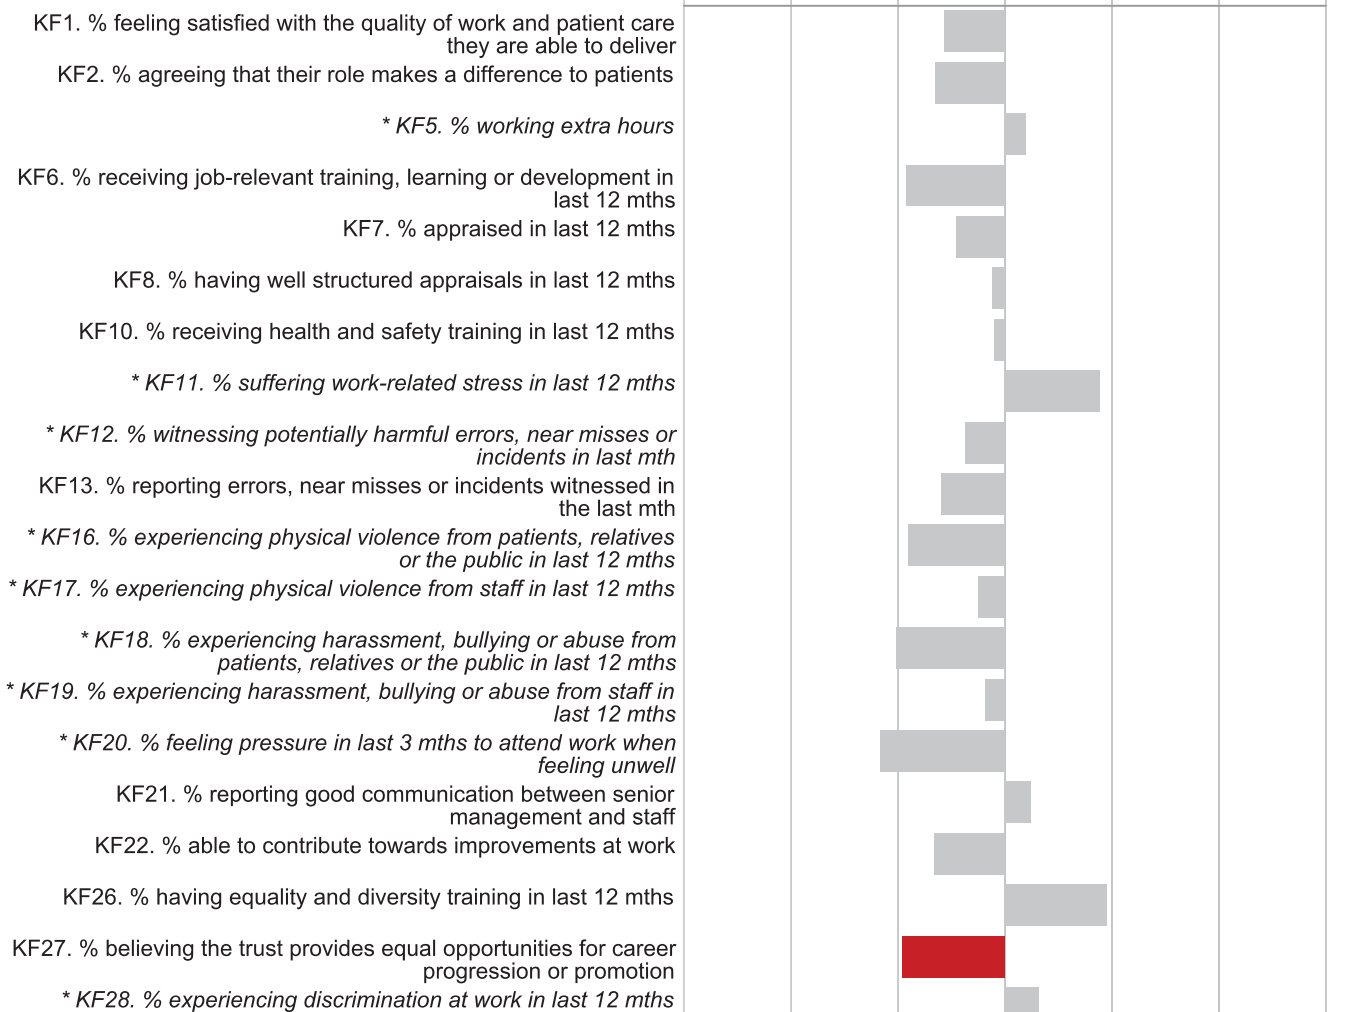 KF1. % feeling satisfied with the quality of work and patient care
they are able to deliver
KF2. % agreeing that their role makes a difference to patients
* KF5. % working extra hours
KF6. % receiving job-relevant training, learning or development in
last 12 mths
KF7. % appraised in last 12 mths
KF8. % having well structured appraisals in last 12 mths
KF10. % receiving health and safety training in last 12 mths
* KF11. % suffering work-related stress in last 12 mths
* KF12. % witnessing potentially harmful errors, near misses or
incidents in last mth
KF13. % reporting errors, near misses or incidents witnessed in
the last mth
* KF16. % experiencing physical violence from patients, relatives
or the public in last 12 mths
* KF17. % experiencing physical violence from staff in last 12 mths
* KF18. % experiencing harassment, bullying or abuse from
patients, relatives or the public in last 12 mths
* KF19. % experiencing harassment, bullying or abuse from staff in
last 12 mths
* KF20. % feeling pressure in last 3 mths to attend work when
feeling unwell
KF21. % reporting good communication between senior
management and staff
KF22. % able to contribute towards improvements at work
KF26. % having equality and diversity training in last 12 mths
KF27. % believing the trust provides equal opportunities for career
progression or promotion
* KF28. % experiencing discrimination at work in last 12 mths